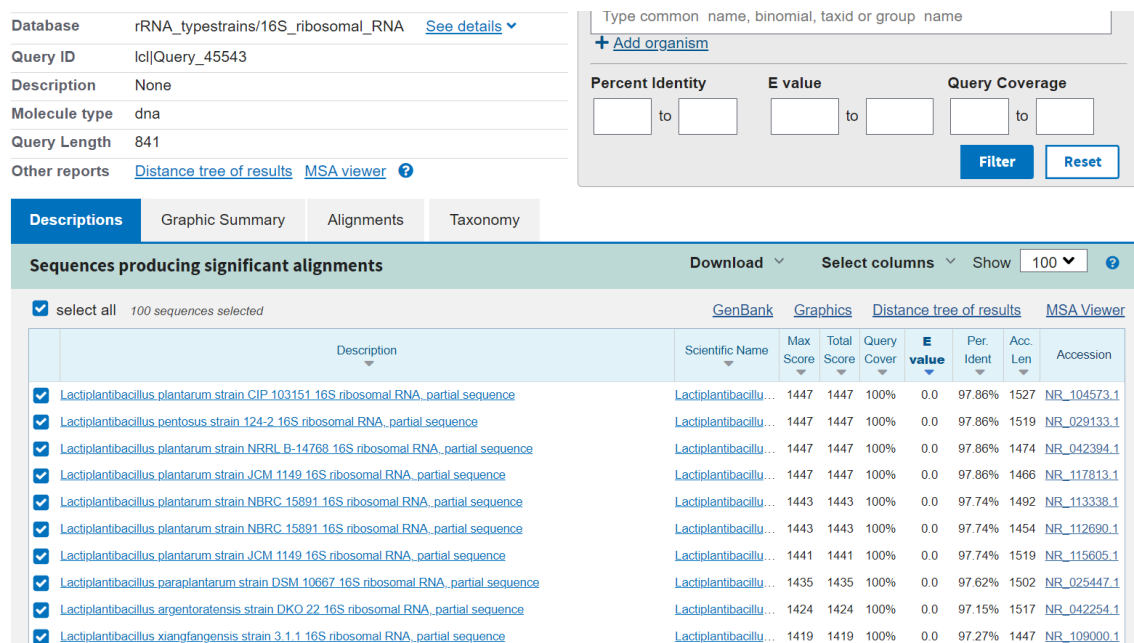 Database rRNA_typestrains/16S_ribosomal_RNA See details
Query ID lcl|Query_45543
Description None
Molecule type dna
Query Length 841
Other reports Distance tree of results MSA viewer ?
Type common name, binomial, taxid or group name
+ Add organism
Percent Identity E value Query Coverage
to to to
Filter Reset
Descriptions Graphic Summary Alignments Taxonomy
Sequences producing significant alignments Download Select columns Show 100 ?
select all 100 sequences selected GenBank Graphics Distance tree of results MSA Viewer
Description Scientific Name Max Score Total Score Query Cover E value Per. Ident Acc. Len Accession
Lactiplantibacillus plantarum strain CIP 103151 16S ribosomal RNA, partial sequence Lactiplantibacillu... 1447 1447 100% 0.0 97.86% 1527 NR_104573.1
Lactiplantibacillus pentosus strain 124-2 16S ribosomal RNA, partial sequence Lactiplantibacillu... 1447 1447 100% 0.0 97.86% 1519 NR_029133.1
Lactiplantibacillus plantarum strain NRRL B-14768 16S ribosomal RNA, partial sequence Lactiplantibacillu... 1447 1447 100% 0.0 97.86% 1474 NR_042394.1
Lactiplantibacillus plantarum strain JCM 1149 16S ribosomal RNA, partial sequence Lactiplantibacillu... 1447 1447 100% 0.0 97.86% 1466 NR_117813.1
Lactiplantibacillus plantarum strain NBRC 15891 16S ribosomal RNA, partial sequence Lactiplantibacillu... 1443 1443 100% 0.0 97.74% 1492 NR_113338.1
Lactiplantibacillus plantarum strain NBRC 15891 16S ribosomal RNA, partial sequence Lactiplantibacillu... 1443 1443 100% 0.0 97.74% 1454 NR_112690.1
Lactiplantibacillus plantarum strain JCM 1149 16S ribosomal RNA, partial sequence Lactiplantibacillu... 1441 1441 100% 0.0 97.74% 1519 NR_115605.1
Lactiplantibacillus paraplantarum strain DSM 10667 16S ribosomal RNA, partial sequence Lactiplantibacillu... 1435 1435 100% 0.0 97.62% 1502 NR_025447.1
Lactiplantibacillus argentoratensis strain DKO 22 16S ribosomal RNA, partial sequence Lactiplantibacillu... 1424 1424 100% 0.0 97.15% 1517 NR_042254.1
Lactiplantibacillus xiangfangensis strain 3.1.1 16S ribosomal RNA, partial sequence Lactiplantibacillu... 1419 1419 100% 0.0 97.27% 1447 NR_109000.1